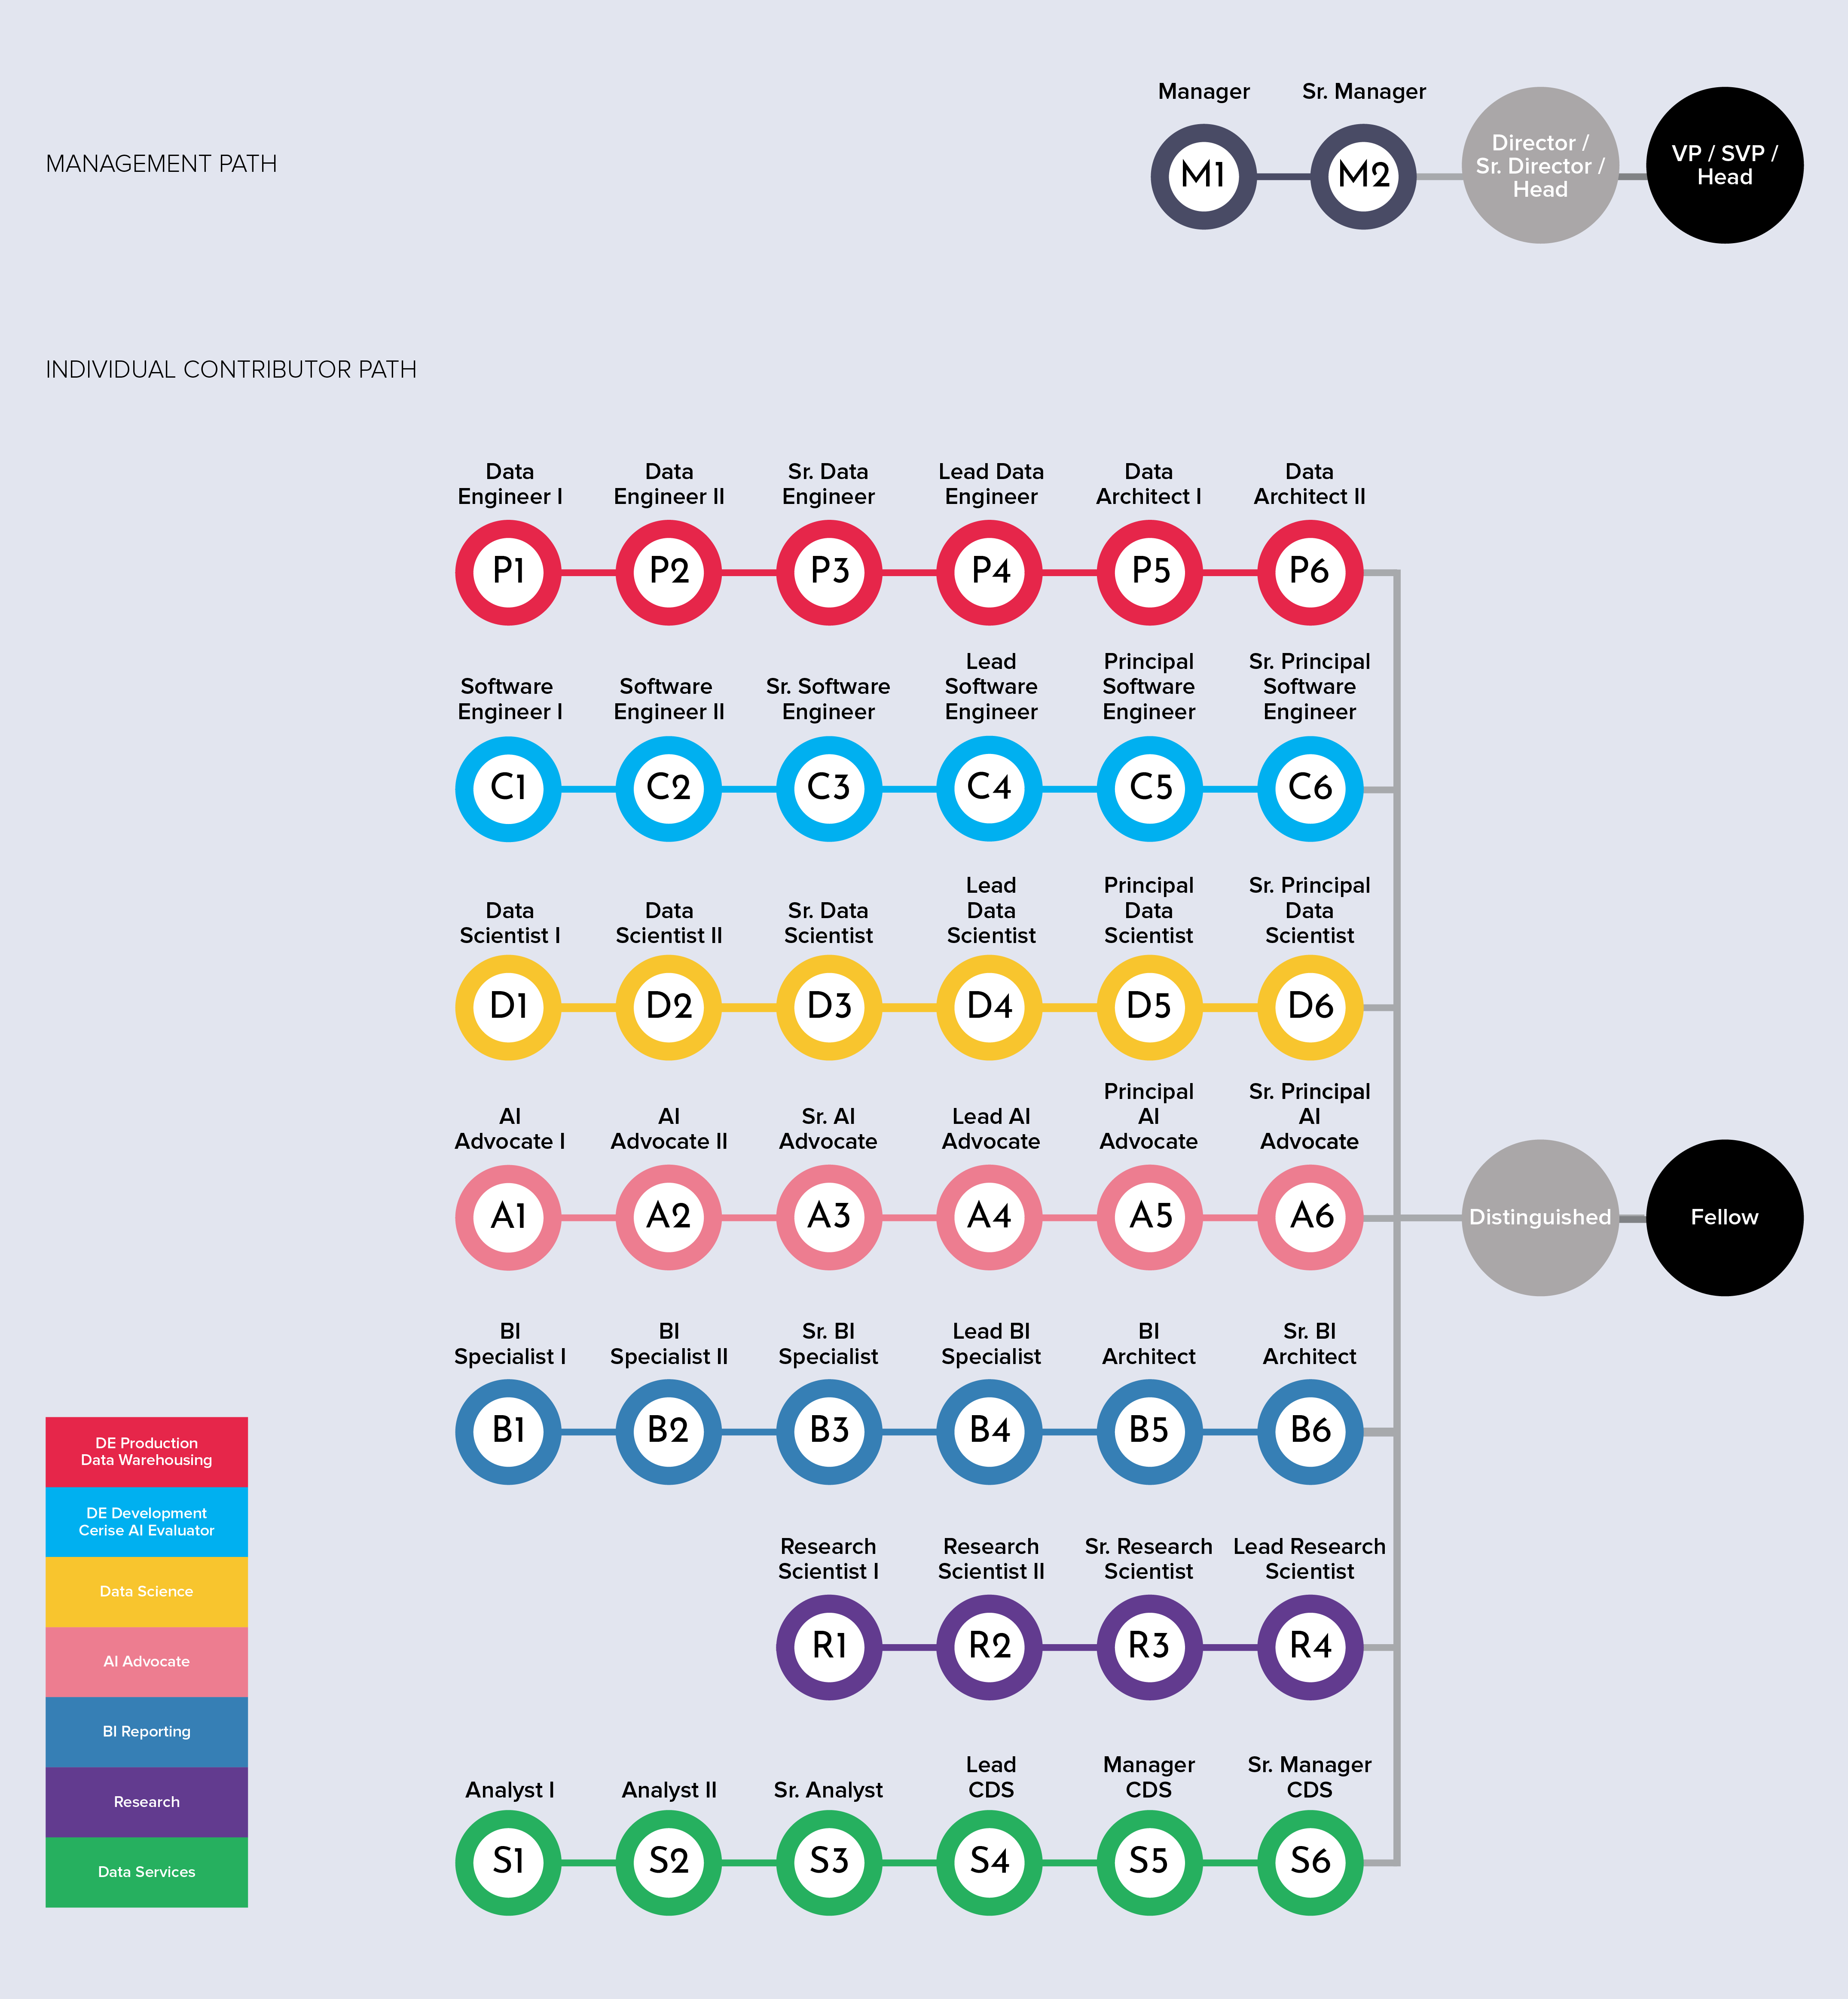 Manager
Sr. Manager
MANAGEMENT PATH
M1
M2
Director /
Sr. Director /
Head
VP / SVP /
Head
INDIVIDUAL CONTRIBUTOR PATH
Data
Engineer I
Data
Engineer II
Sr. Data
Engineer
Lead Data
Engineer
Data
Architect I
Data
Architect II
P1
P2
P3
P4
P5
P6
Software
Engineer I
Software
Engineer II
Sr. Software
Engineer
Lead
Software
Engineer
Principal
Software
Engineer
Sr. Principal
Software
Engineer
C1
C2
C3
C4
C5
C6
Data
Scientist I
Data
Scientist II
Sr. Data
Scientist
Lead
Data
Scientist
Principal
Data
Scientist
Sr. Principal
Data
Scientist
D1
D2
D3
D4
D5
D6
AI
Advocate I
AI
Advocate II
Sr. AI
Advocate
Lead AI
Advocate
Principal
AI
Advocate
Sr. Principal
AI
Advocate
A1
A2
A3
A4
A5
A6
Distinguished
Fellow
BI
Specialist I
BI
Specialist II
Sr. BI
Specialist
Lead BI
Specialist
BI
Architect
Sr. BI
Architect
B1
B2
B3
B4
B5
B6
Research
Scientist I
Research
Scientist II
Sr. Research
Scientist
Lead Research
Scientist
R1
R2
R3
R4
Analyst I
Analyst II
Sr. Analyst
Lead
CDS
Manager
CDS
Sr. Manager
CDS
S1
S2
S3
S4
S5
S6
DE Production
Data Warehousing
DE Development
Cerise AI Evaluator
Data Science
AI Advocate
BI Reporting
Research
Data Services